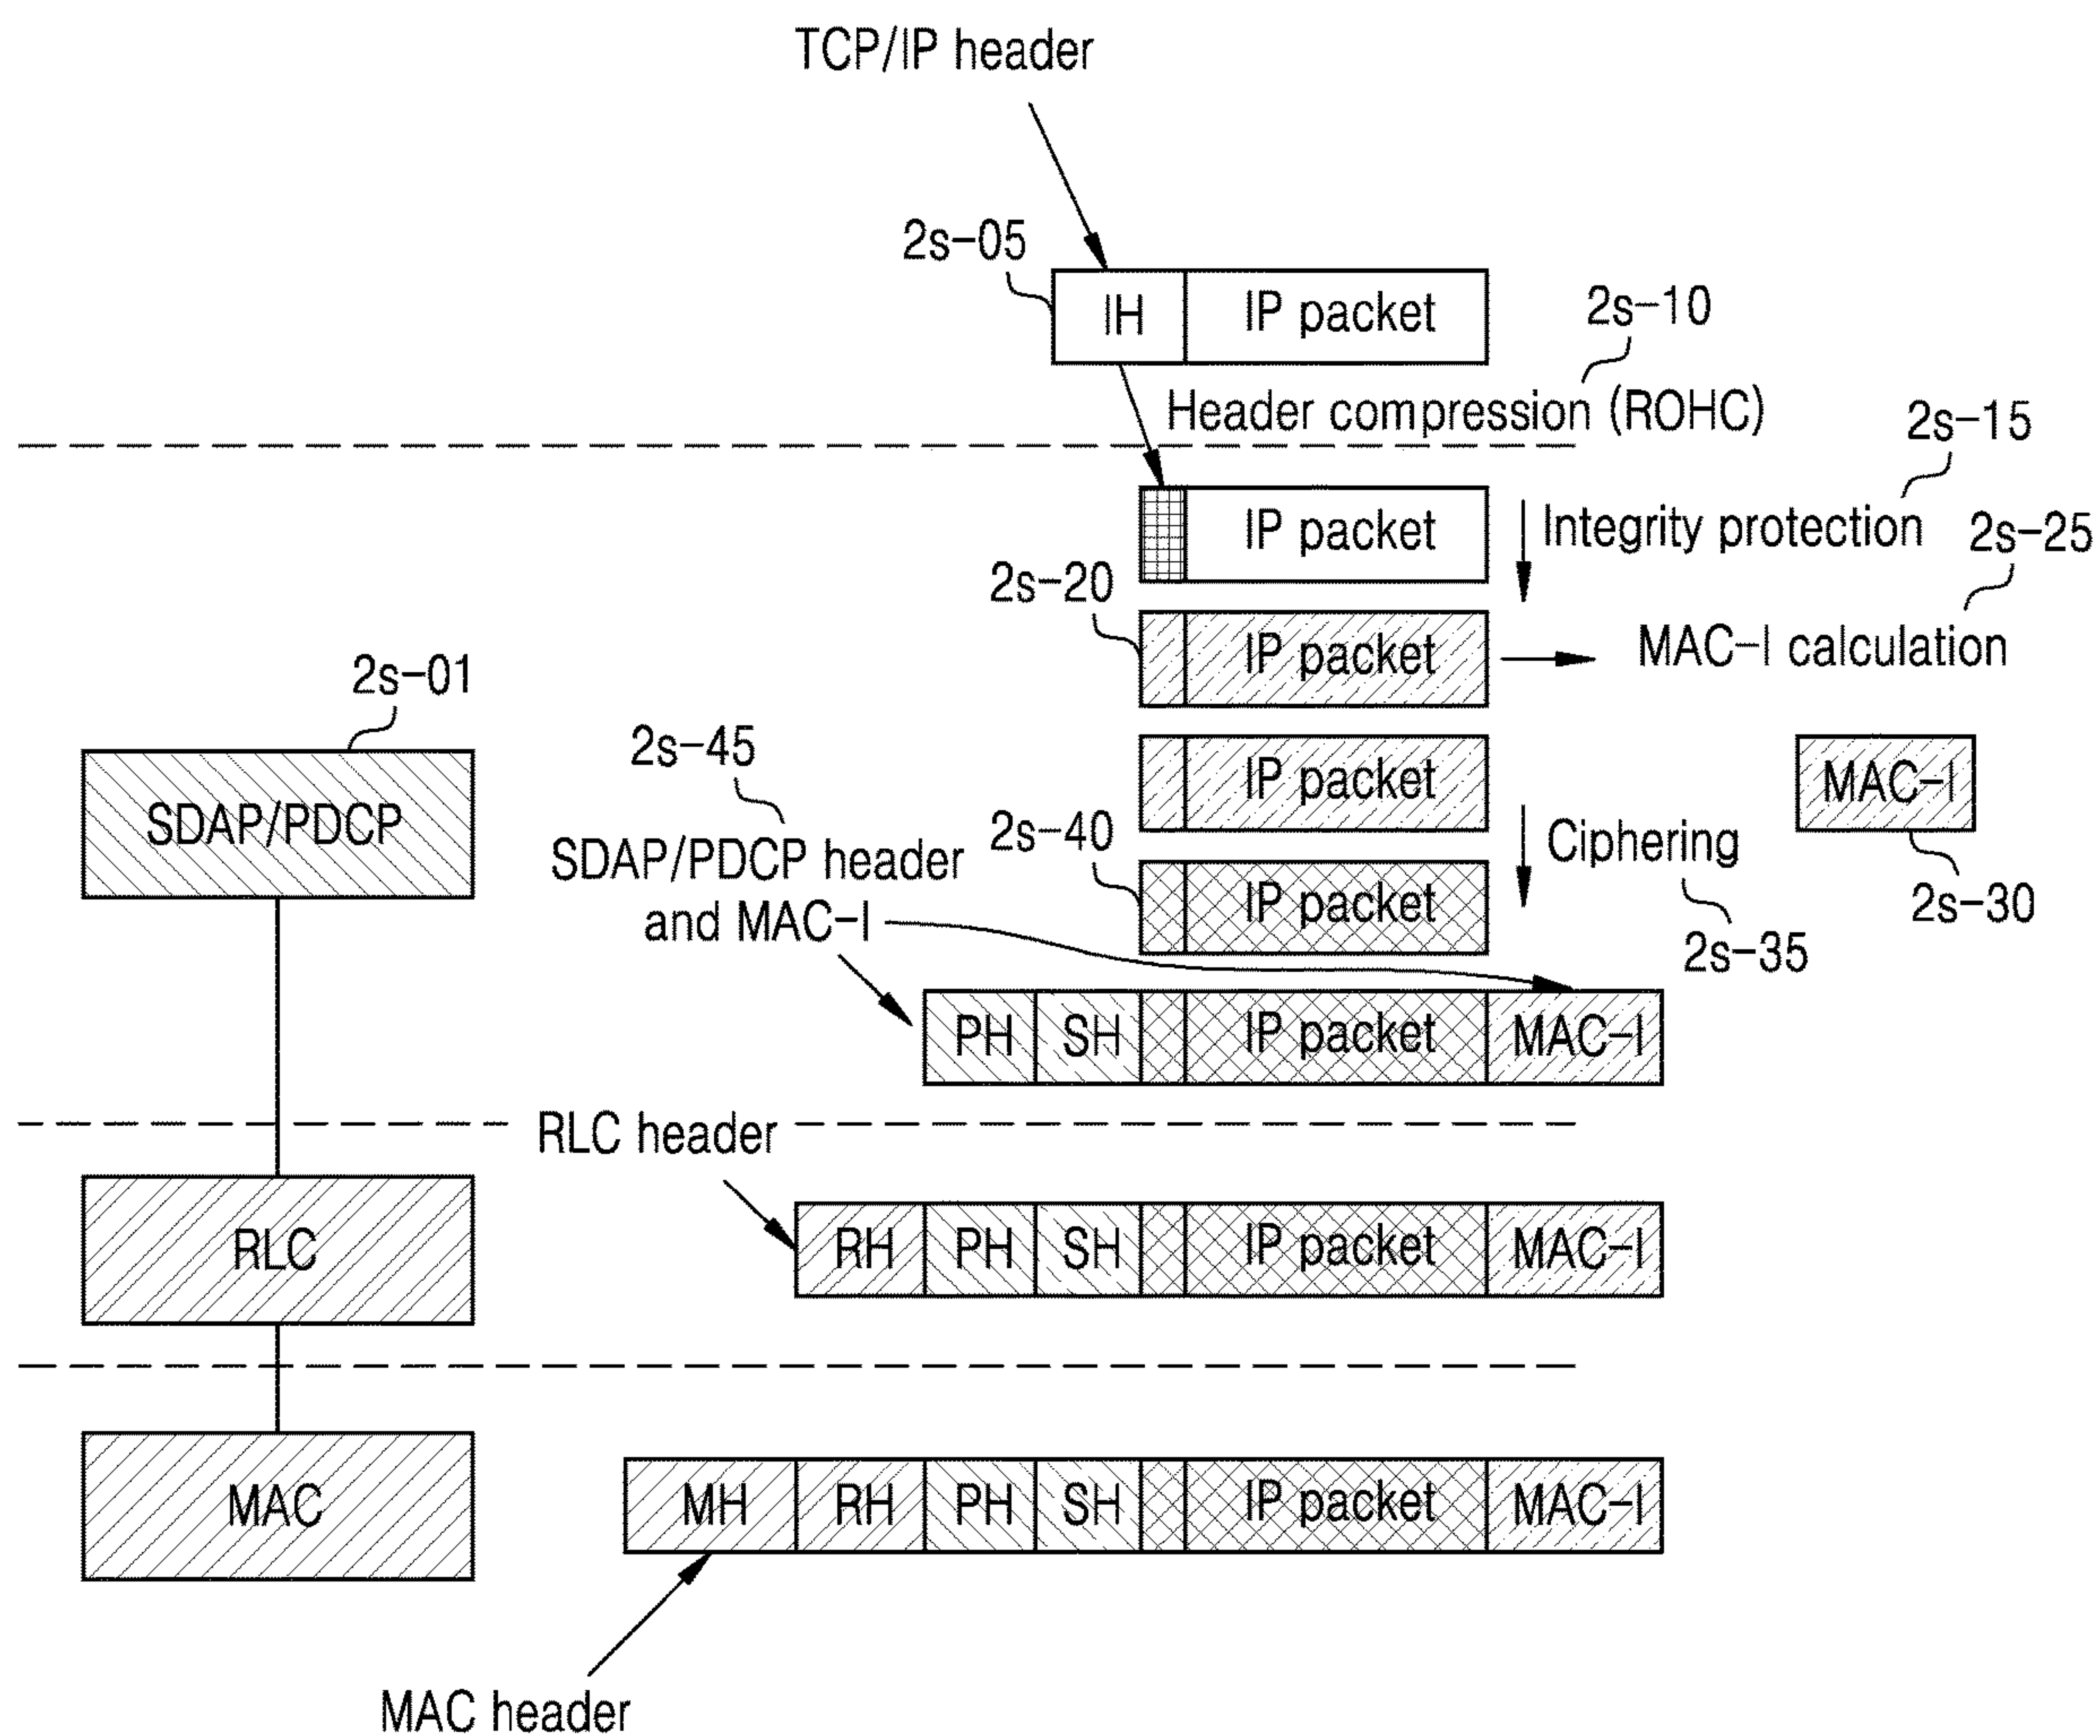 TCP/IP header
2s-05
IH
IP packet
2s-10
Header compression (ROHC)
2s-15
IP packet
Integrity protection
2s-25
2s-20
IP packet
MAC-I calculation
2s-01
2s-45
IP packet
MAC-I
SDAP/PDCP
2s-40
Ciphering
SDAP/PDCP header
and MAC-I
IP packet
2s-30
2s-35
PH SH IP packet MAC-I
RLC header
RLC
RH PH SH IP packet MAC-I
MAC
MH RH PH SH IP packet MAC-I
MAC header